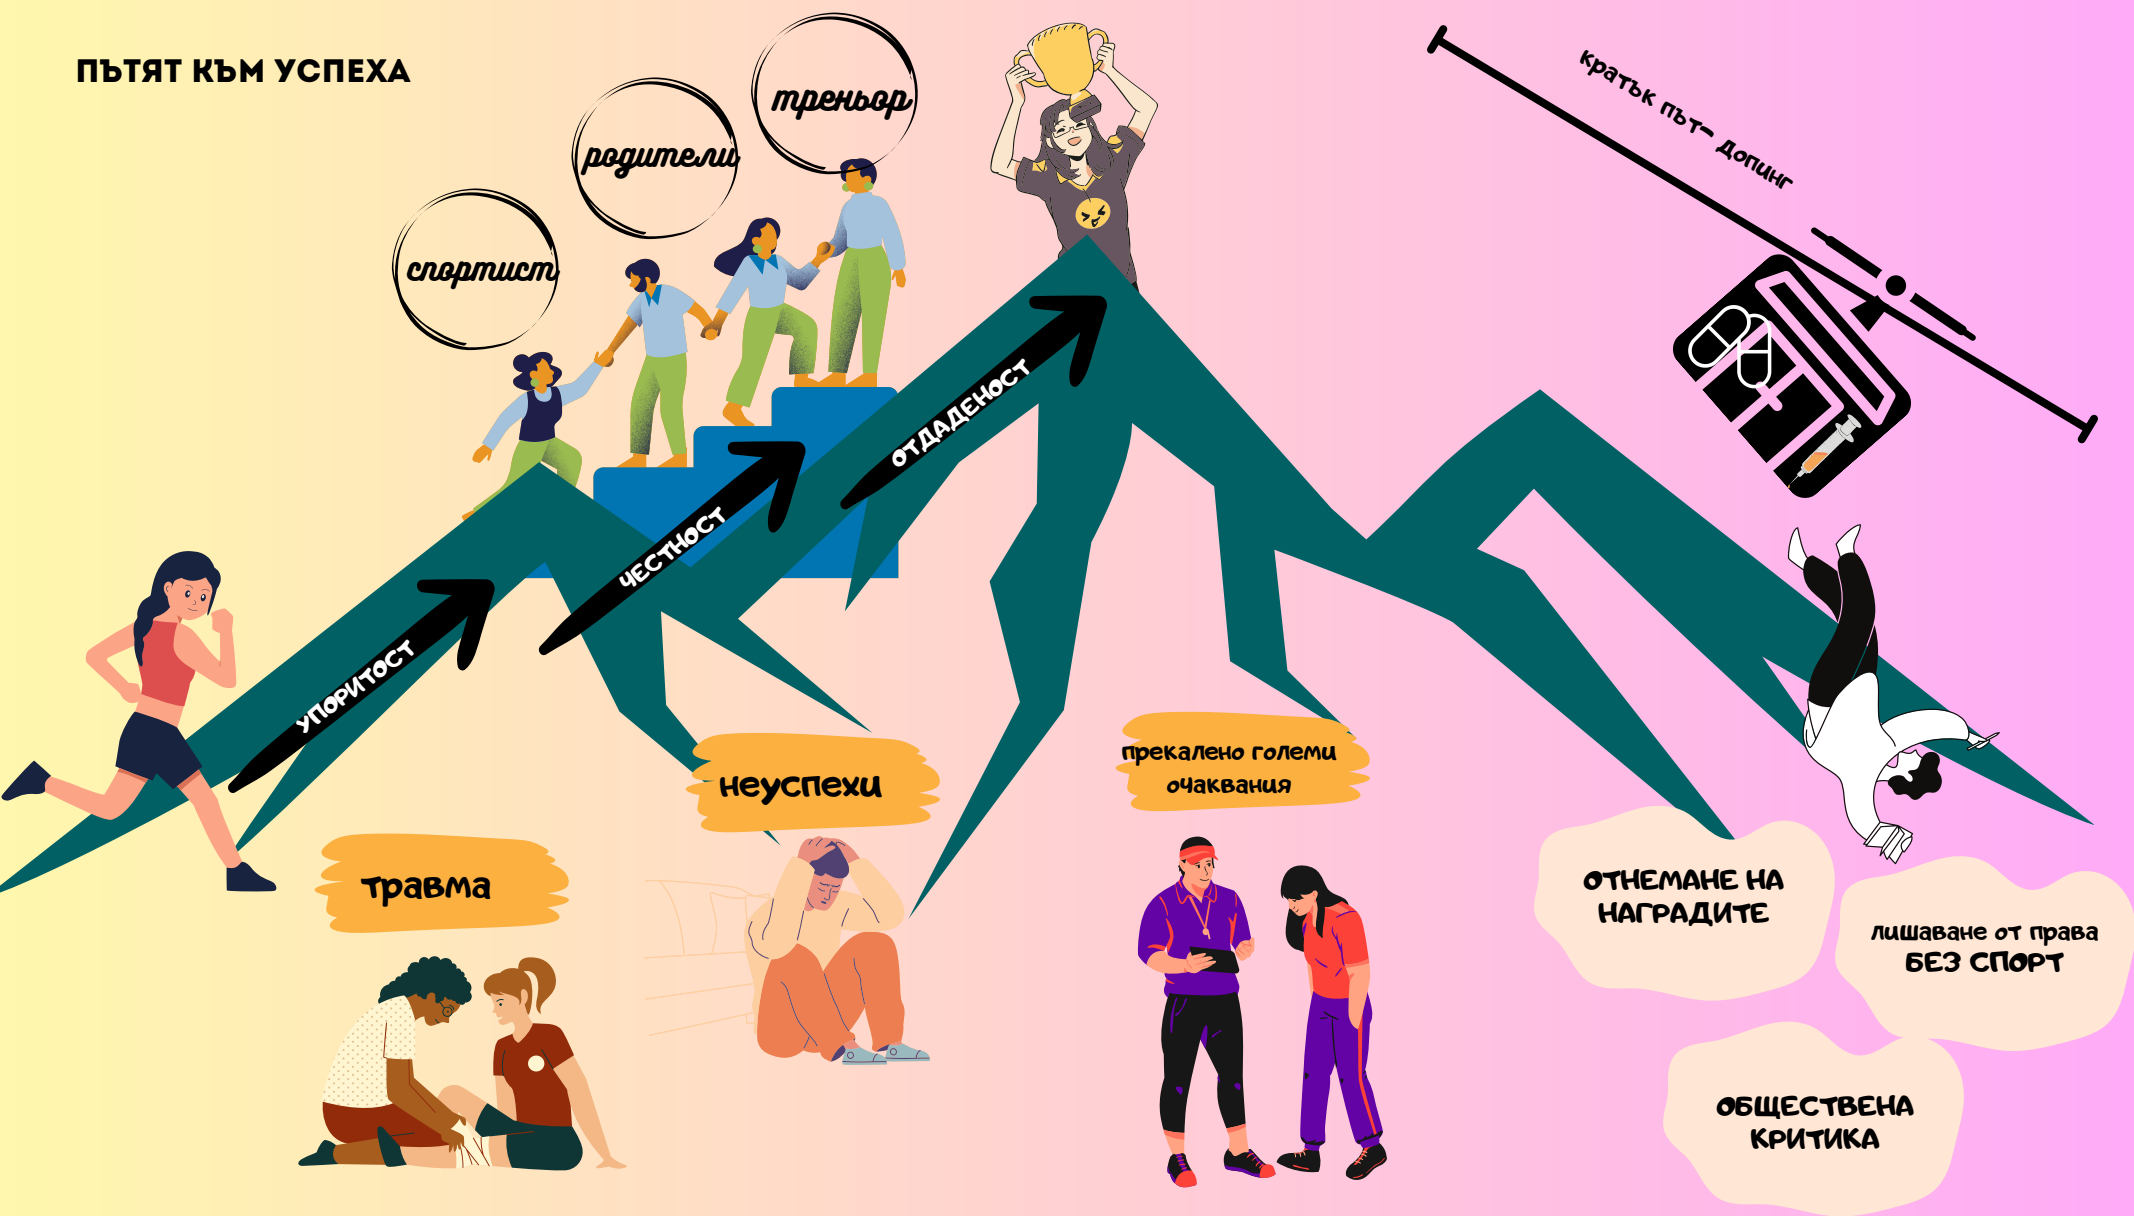 ПЪТЯТ КЪМ УСПЕХА
спортист
родители
треньор
кратък път- допинг
УПОРИТОСТ
ЧЕСТНОСТ
ОТДАДЕНОСТ
травма
неуспехи
прекалено големи
очаквания
ОТНЕМАНЕ НА
НАГРАДИТЕ
лишаване от права
БЕЗ СПОРТ
ОБЩЕСТВЕНА
КРИТИКА